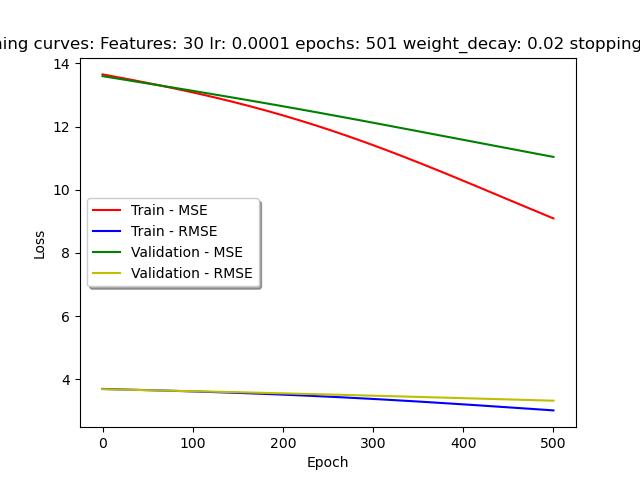 ing curves: Features: 30 lr: 0.0001 epochs: 501 weight_decay: 0.02 stopping
14
12
10
8
6
4
Loss
Train - MSE
Train - RMSE
Validation - MSE
Validation - RMSE
0 100 200 300 400 500
Epoch